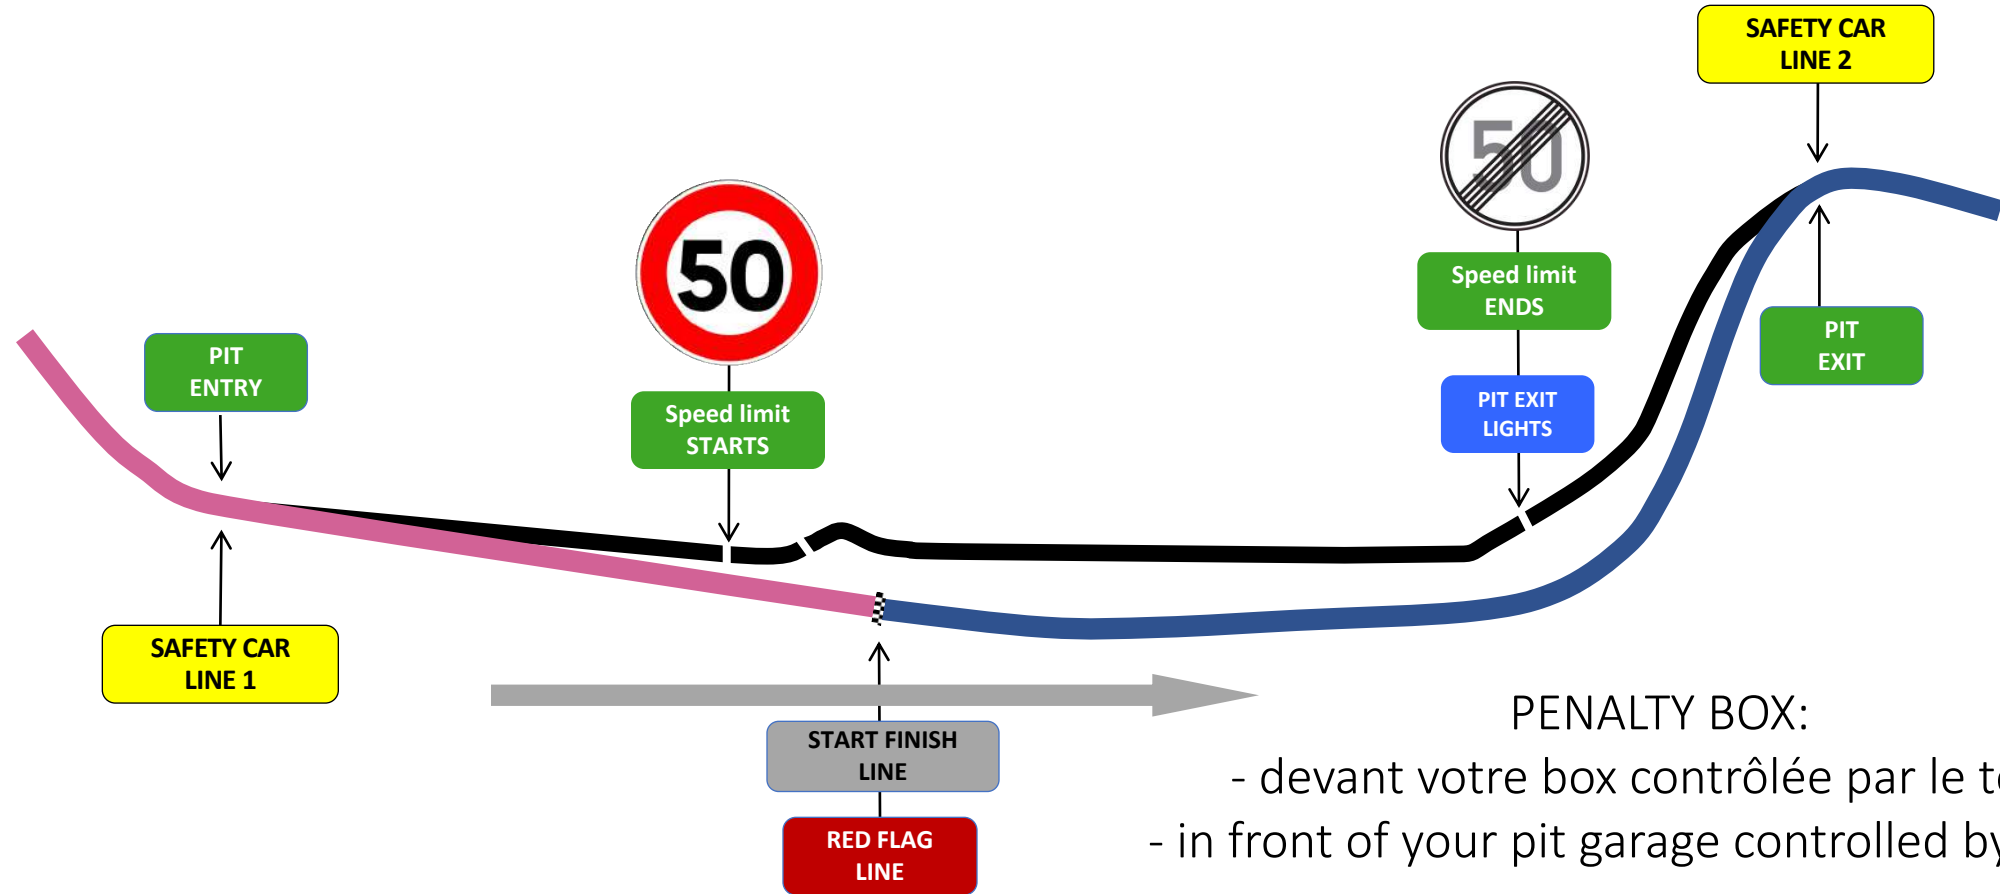 SAFETY CAR
LINE 2
50
50
Speed limit
ENDS
PIT
ENTRY
PIT
EXIT
Speed limit
STARTS
PIT EXIT
LIGHTS
SAFETY CAR
LINE 1
START FINISH
LINE
RED FLAG
LINE
PENALTY BOX:
- devant votre box contrôlée par le
- in front of your pit garage controlled by